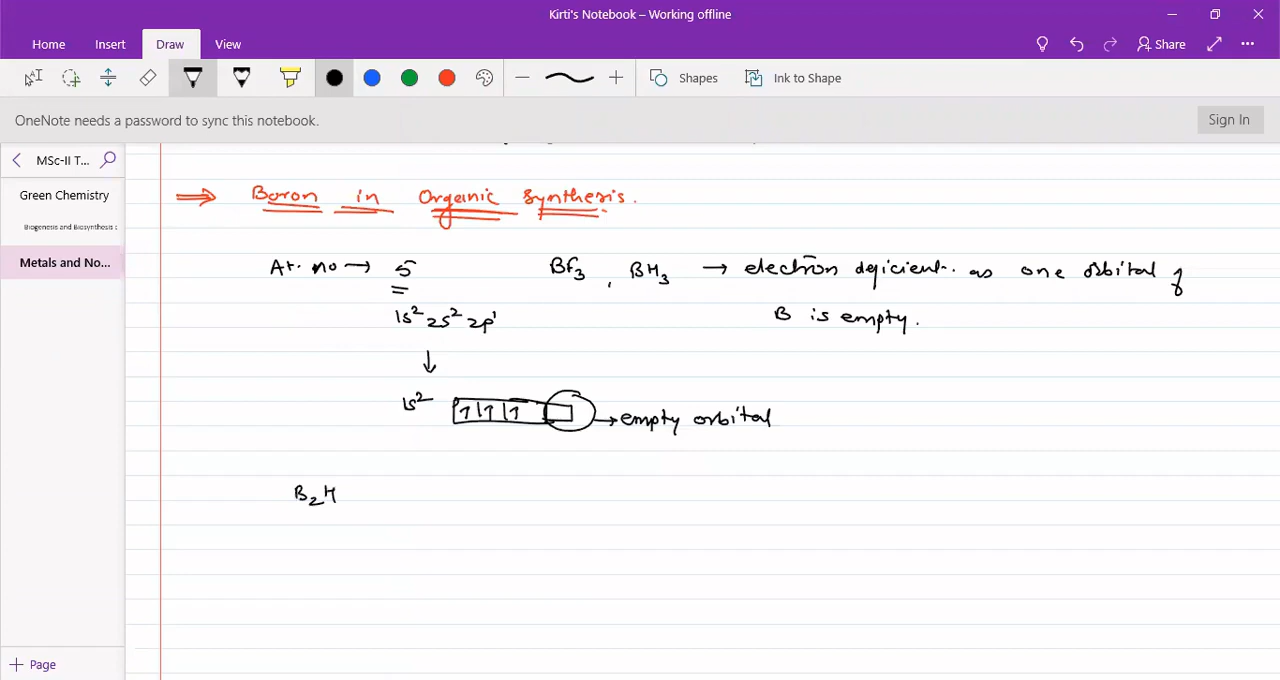 Kirti's Notebook – Working offline
Home Insert Draw View
Share
Shapes Ink to Shape
OneNote needs a password to sync this notebook. Sign In
MSc-II T...
Green Chemistry
Biogenesis and Biosynthesis
Metals and No...
⇒ Boron in Organic Synthesis.
At. no → 5 BF3, BH3 → electron deficient. as one orbital of
B is empty.
1s² 2s² 2p¹
↓
1s² ↑ ↑ ↑ → empty orbital
B2H
+ Page